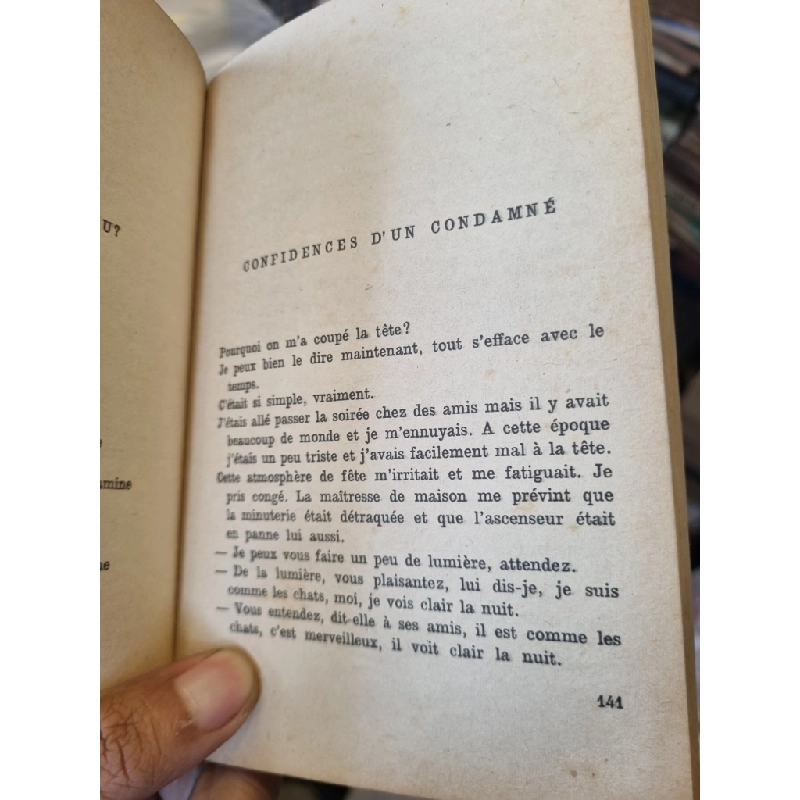 U?
mine
CONFIDENCES D'UN CONDAMNÉ
Pourquoi on m'a coupé la tête?
Je peux bien le dire maintenant, tout s'efface avec le
temps.
C'était si simple, vraiment.
J'étais allé passer la soirée chez des amis mais il y avait
beaucoup de monde et je m'ennuyais. A cette époque
j'étais un peu triste et j'avais facilement mal à la tête.
Cette atmosphère de fête m'irritait et me fatiguait. Je
pris congé. La maîtresse de maison me prévint que
la minuterie était détraquée et que l'ascenseur était
en panne lui aussi.
— Je peux vous faire un peu de lumière, attendez.
— De la lumière, vous plaisantez, lui dis-je, je suis
comme les chats, moi, je vois clair la nuit.
— Vous entendez, dit-elle à ses amis, il est comme les
chats, c'est merveilleux, il voit clair la nuit.
141